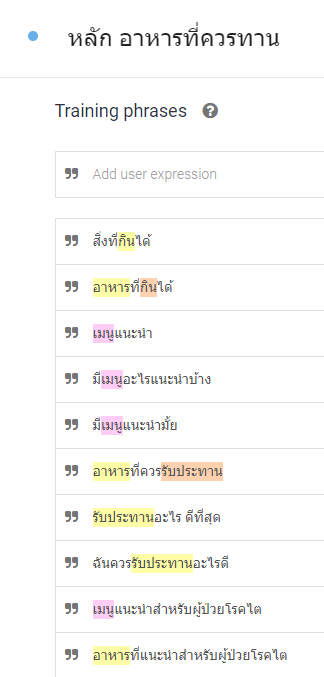 หลัก อาหารที่ควรทาน
Training phrases
Add user expression
สิ่งที่กินได้
อาหารที่กินได้
เมนูแนะนำ
มีเมนูอะไรแนะนำบ้าง
มีเมนูแนะนำมั้ย
อาหารที่ควรรับประทาน
รับประทานอะไร ดีที่สุด
ฉันควรรับประทานอะไรดี
เมนูแนะนำสำหรับผู้ป่วยโรคไต
อาหารที่แนะนำสำหรับผู้ป่วยโรคไต